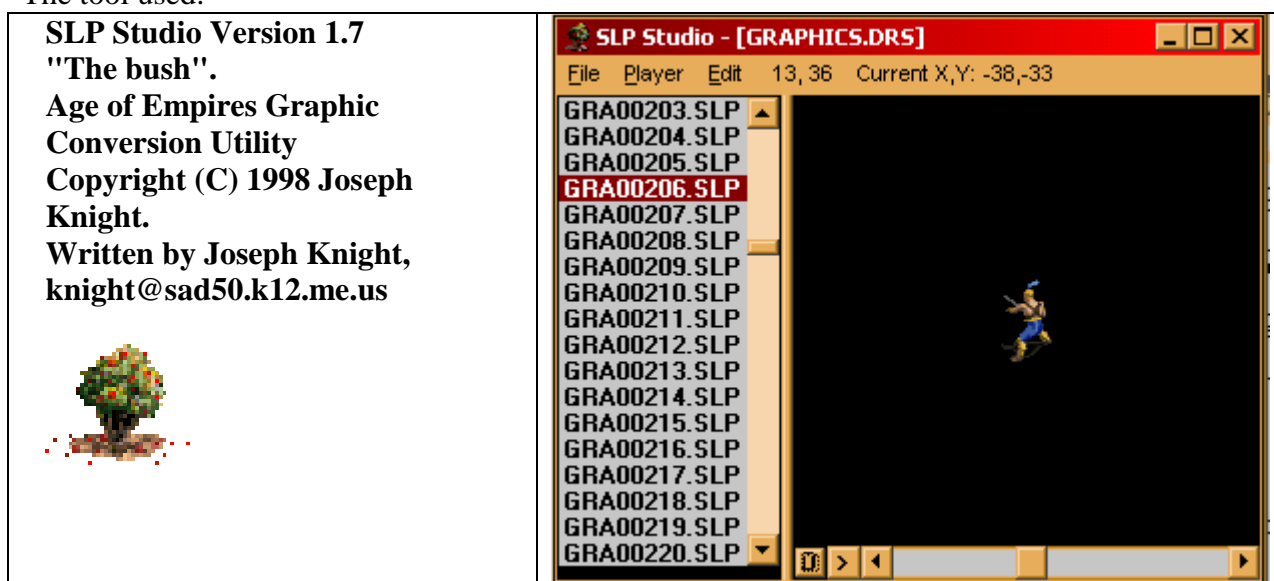 The tool used:
SLP Studio Version 1.7
"The bush".
Age of Empires Graphic
Conversion Utility
Copyright (C) 1998 Joseph
Knight.
Written by Joseph Knight,
knight@sad50.k12.me.us
SLP Studio - [GRAPHICS.DRS]
File Player Edit 13, 36 Current X,Y: -38,-33
GRA00203.SLP
GRA00204.SLP
GRA00205.SLP
GRA00206.SLP
GRA00207.SLP
GRA00208.SLP
GRA00209.SLP
GRA00210.SLP
GRA00211.SLP
GRA00212.SLP
GRA00213.SLP
GRA00214.SLP
GRA00215.SLP
GRA00216.SLP
GRA00217.SLP
GRA00218.SLP
GRA00219.SLP
GRA00220.SLP